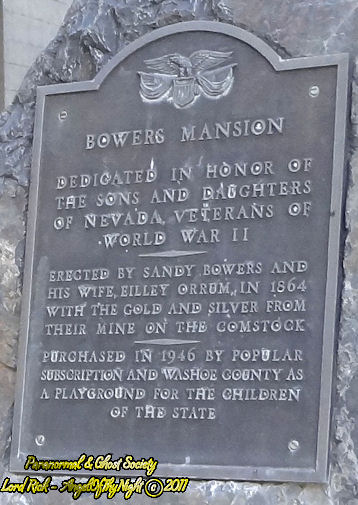 BOWERS MANSION
DEDICATED IN HONOR OF
THE SONS AND DAUGHTERS
OF NEVADA, VETERANS OF
WORLD WAR II
ERECTED BY SANDY BOWERS AND
HIS WIFE, EILLEY ORRUM, IN 1864
WITH THE GOLD AND SILVER FROM
THEIR MINE ON THE COMSTOCK
PURCHASED IN 1946 BY POPULAR
SUBSCRIPTION AND WASHOE COUNTY AS
A PLAYGROUND FOR THE CHILDREN
OF THE STATE
Paranormal & Ghost Society
Lord Rick - AngelOfThyNight © 2011